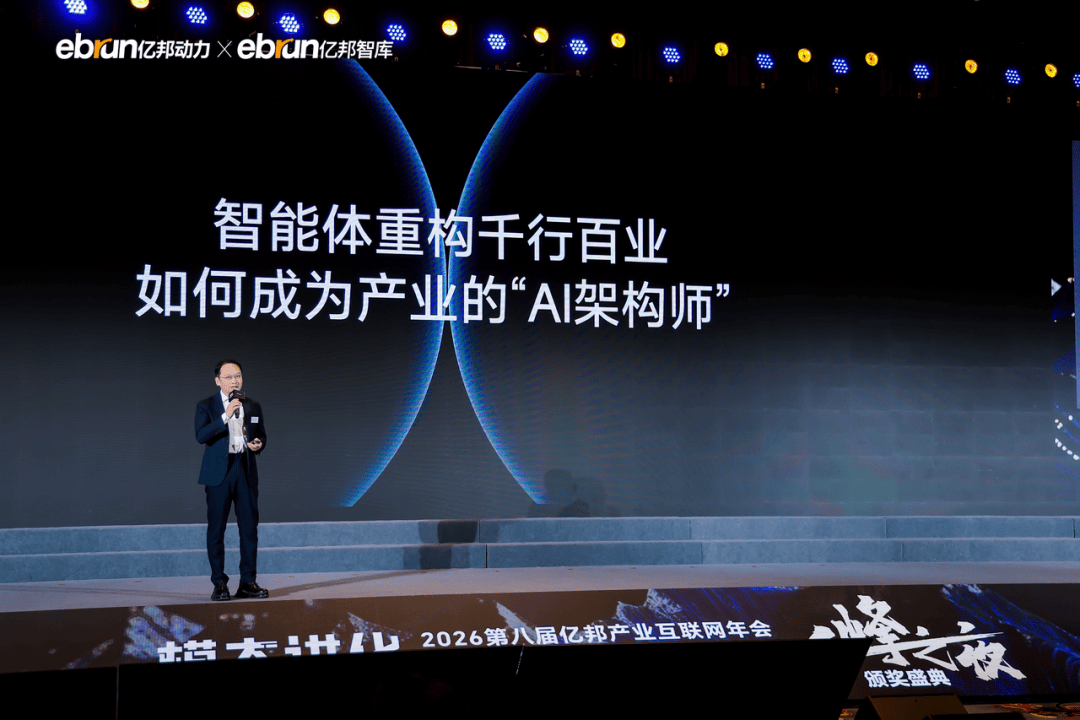 ebrun亿邦动力 × ebrun亿邦智库
智能体重构千行百业
如何成为产业的“AI架构师”
2026第八届亿邦产业互联网年会
峰之夜
颁奖盛典